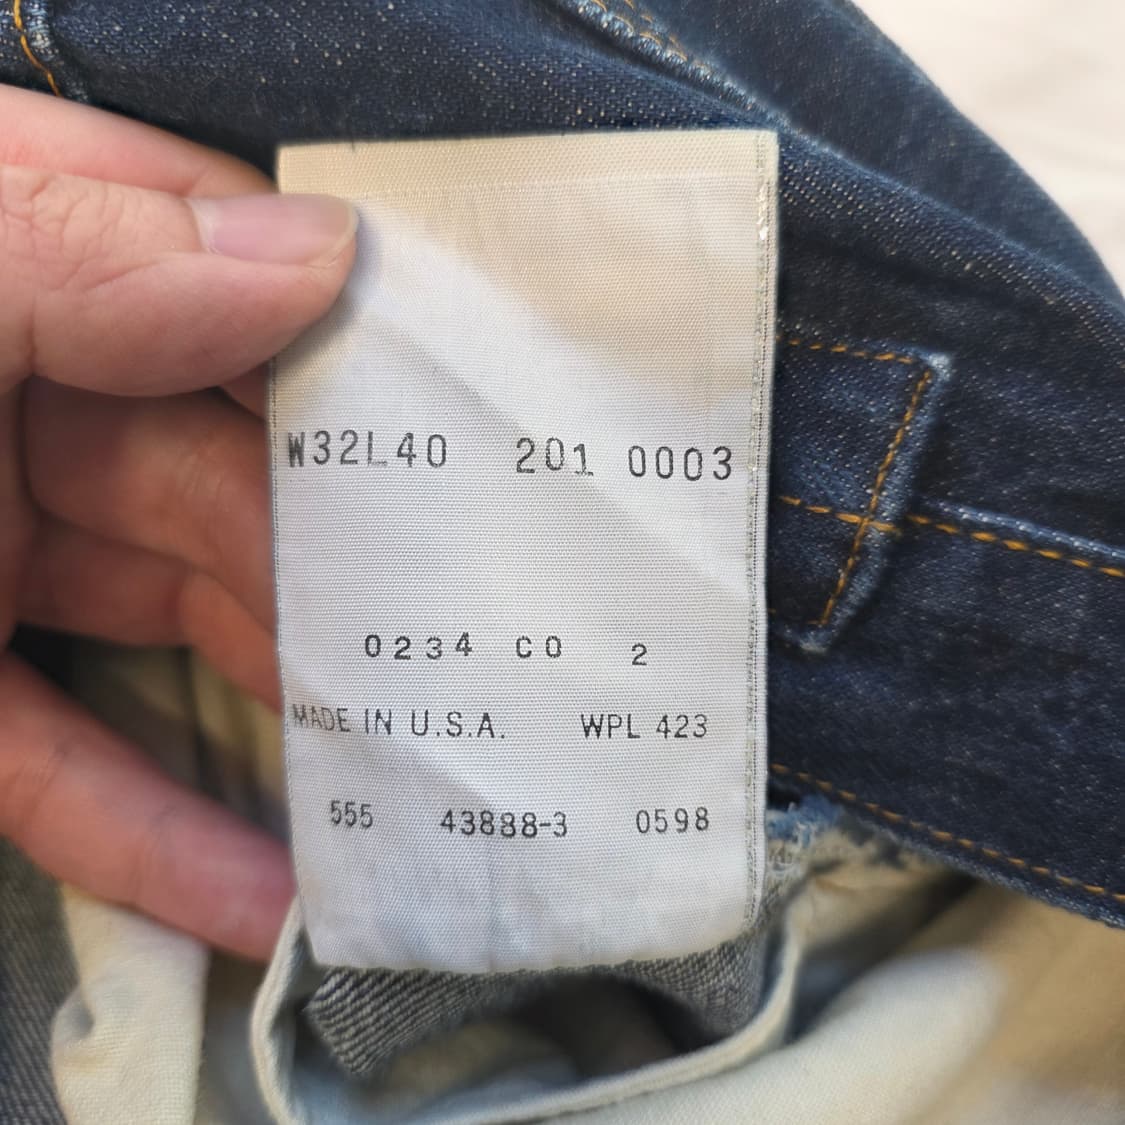 W32L40 201 0003
0234 CO 2
MADE IN U.S.A. WPL 423
555 43888-3 0598